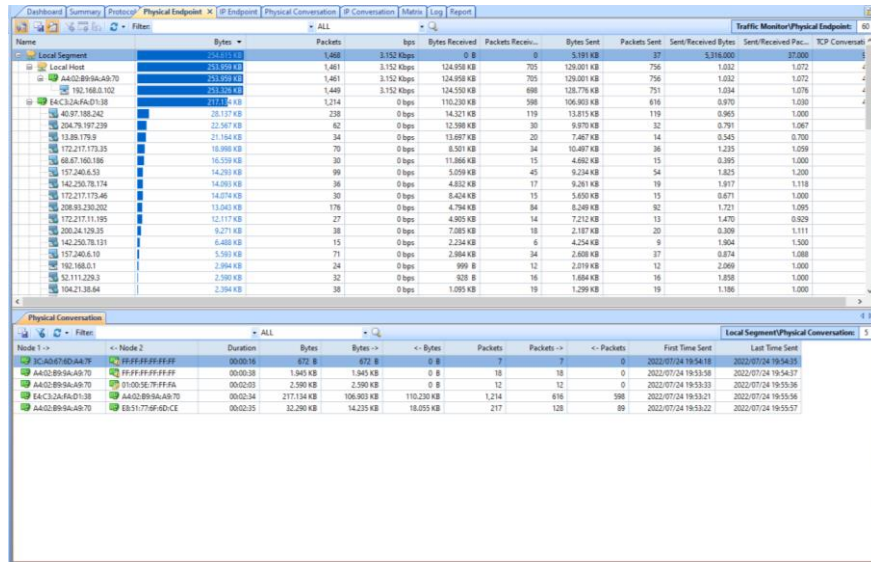 Dashboard Summary Protocol Physical Endpoint X IP Endpoint Physical Conversation IP Conversation Matrix Log Report
Filter: ALL Traffic Monitor\Physical Endpoint: 60
Name Bytes Packets bps Bytes Received Packets Receiv... Bytes Sent Packets Sent Sent/Received Bytes Sent/Received Pac... TCP Conversati
Local Segment 254.615 KB 1,468 3.152 Kbps 0 B 0 5.191 KB 37 5,316.000 37.000
Local Host 253.959 KB 1,461 3.152 Kbps 124.958 KB 705 129.001 KB 756 1.032 1.072
A4:02:B9:9A:A9:70 253.959 KB 1,461 3.152 Kbps 124.958 KB 705 129.001 KB 756 1.032 1.072
192.168.0.102 253.326 KB 1,449 3.152 Kbps 124.550 KB 698 128.776 KB 751 1.034 1.076
E4:C3:2A:FA:D1:38 217.134 KB 1,214 0 bps 110.230 KB 598 106.903 KB 616 0.970 1.030
40.97.188.242 28.137 KB 238 0 bps 14.321 KB 119 13.815 KB 119 0.965 1.000
204.79.197.239 22.567 KB 62 0 bps 12.598 KB 30 9.970 KB 32 0.791 1.067
13.89.179.9 21.164 KB 34 0 bps 13.697 KB 20 7.467 KB 14 0.545 0.700
172.217.173.35 18.998 KB 70 0 bps 8.501 KB 34 10.497 KB 36 1.235 1.059
68.67.160.186 16.559 KB 30 0 bps 11.866 KB 15 4.692 KB 15 0.395 1.000
157.240.6.53 14.293 KB 99 0 bps 5.059 KB 45 9.234 KB 54 1.825 1.200
142.250.78.174 14.093 KB 36 0 bps 4.832 KB 17 9.261 KB 19 1.917 1.118
172.217.173.46 14.074 KB 30 0 bps 8.424 KB 15 5.650 KB 15 0.671 1.000
208.93.230.202 13.043 KB 176 0 bps 4.794 KB 84 8.249 KB 92 1.721 1.095
172.217.11.195 12.117 KB 27 0 bps 4.905 KB 14 7.212 KB 13 1.470 0.929
200.24.129.35 9.271 KB 38 0 bps 7.085 KB 18 2.187 KB 20 0.309 1.111
142.250.78.131 6.488 KB 15 0 bps 2.234 KB 6 4.254 KB 9 1.904 1.500
157.240.6.10 5.593 KB 71 0 bps 2.984 KB 34 2.608 KB 37 0.874 1.088
192.168.0.1 2.994 KB 24 0 bps 999 B 12 2.019 KB 12 2.069 1.000
52.111.229.3 2.590 KB 32 0 bps 928 B 16 1.684 KB 16 1.858 1.000
104.21.38.64 2.394 KB 38 0 bps 1.095 KB 19 1.299 KB 19 1.186 1.000
Physical Conversation
Filter: ALL Local Segment\Physical Conversation: 5
Node 1 -> <- Node 2 Duration Bytes Bytes -> <- Bytes Packets Packets -> <- Packets First Time Sent Last Time Sent
3C:A0:67:6D:A4:7F FF:FF:FF:FF:FF:FF 00:00:16 672 B 672 B 0 B 7 7 0 2022/07/24 19:54:18 2022/07/24 19:54:35
A4:02:B9:9A:A9:70 FF:FF:FF:FF:FF:FF 00:00:38 1.945 KB 1.945 KB 0 B 18 18 0 2022/07/24 19:53:58 2022/07/24 19:54:37
A4:02:B9:9A:A9:70 01:00:5E:7F:FF:FA 00:02:03 2.590 KB 2.590 KB 0 B 12 12 0 2022/07/24 19:53:33 2022/07/24 19:55:36
E4:C3:2A:FA:D1:38 A4:02:B9:9A:A9:70 00:02:34 217.134 KB 106.903 KB 110.230 KB 1,214 616 598 2022/07/24 19:53:21 2022/07/24 19:55:56
A4:02:B9:9A:A9:70 E8:51:77:6F:6D:CE 00:02:35 32.290 KB 14.235 KB 18.055 KB 217 128 89 2022/07/24 19:53:22 2022/07/24 19:55:57